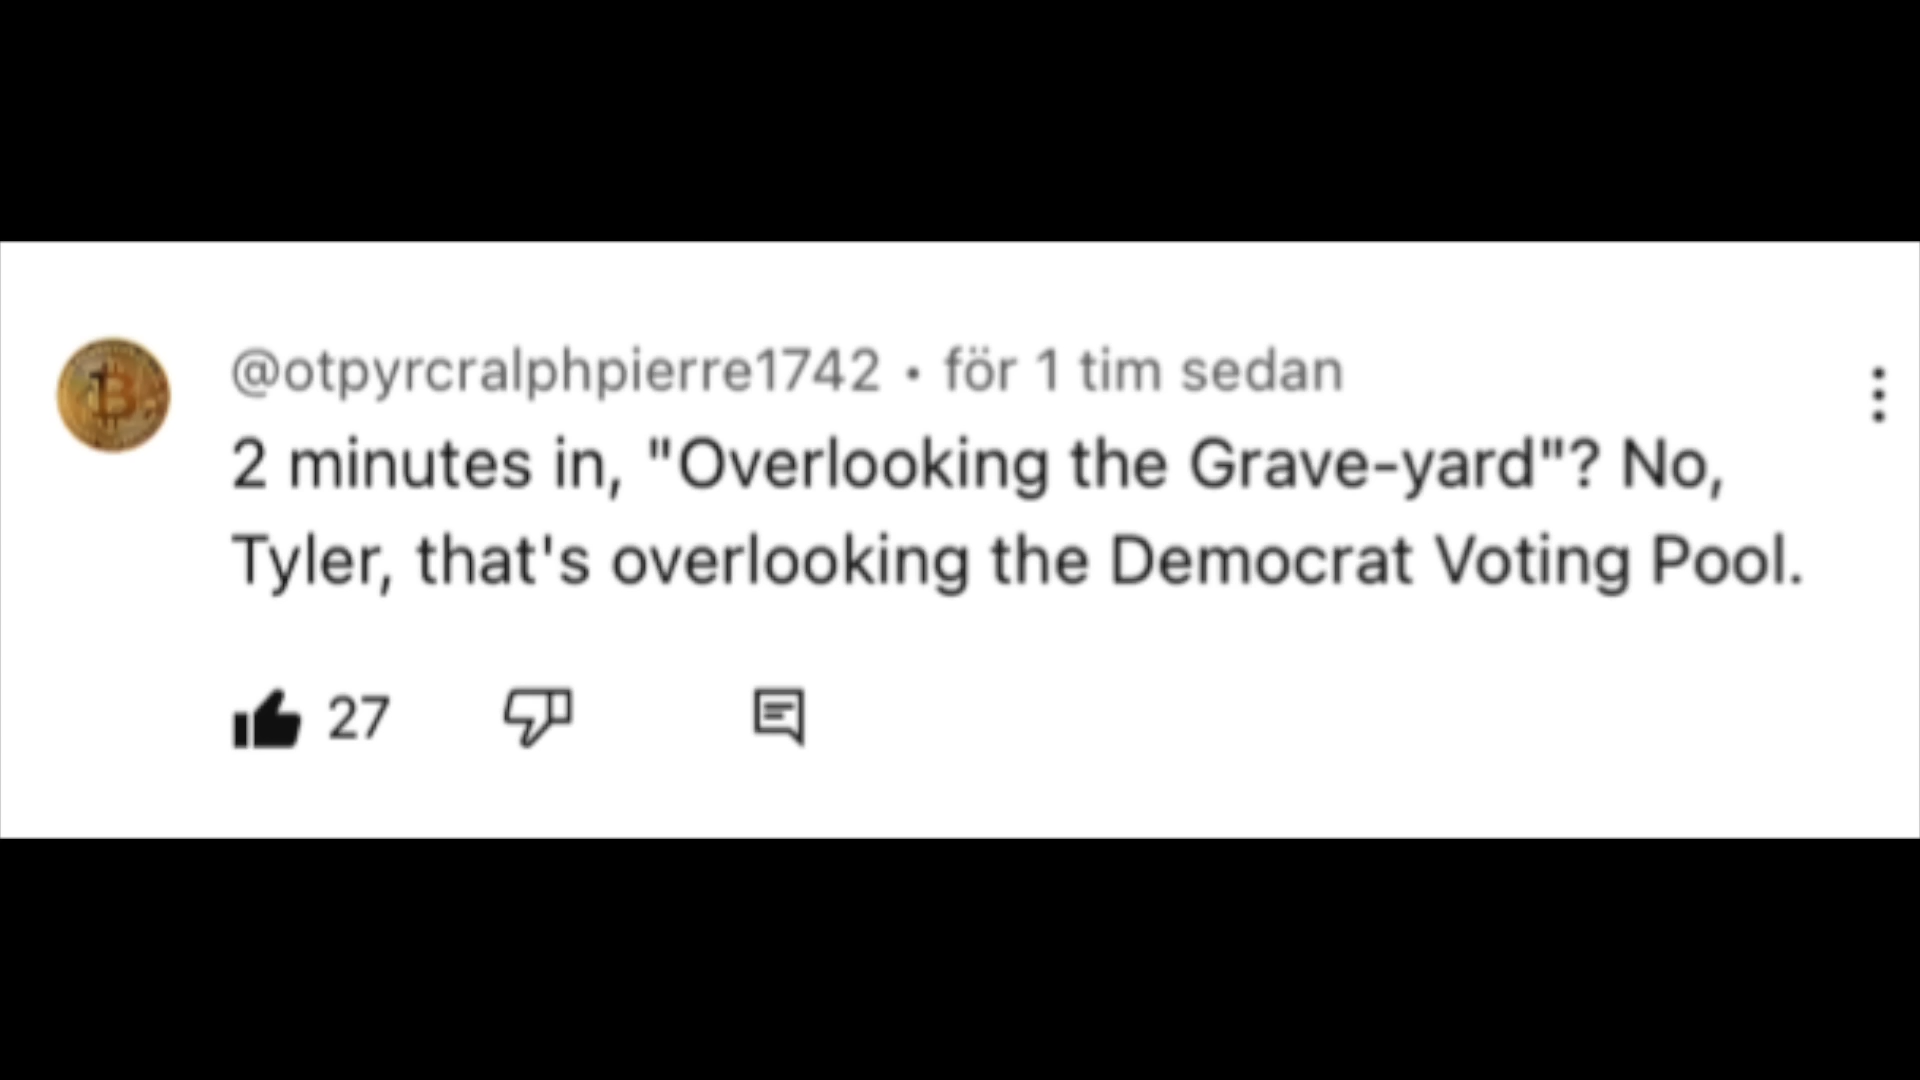 @otpyrcralphpierre1742 • för 1 tim sedan
2 minutes in, "Overlooking the Grave-yard"? No,
Tyler, that's overlooking the Democrat Voting Pool.
27